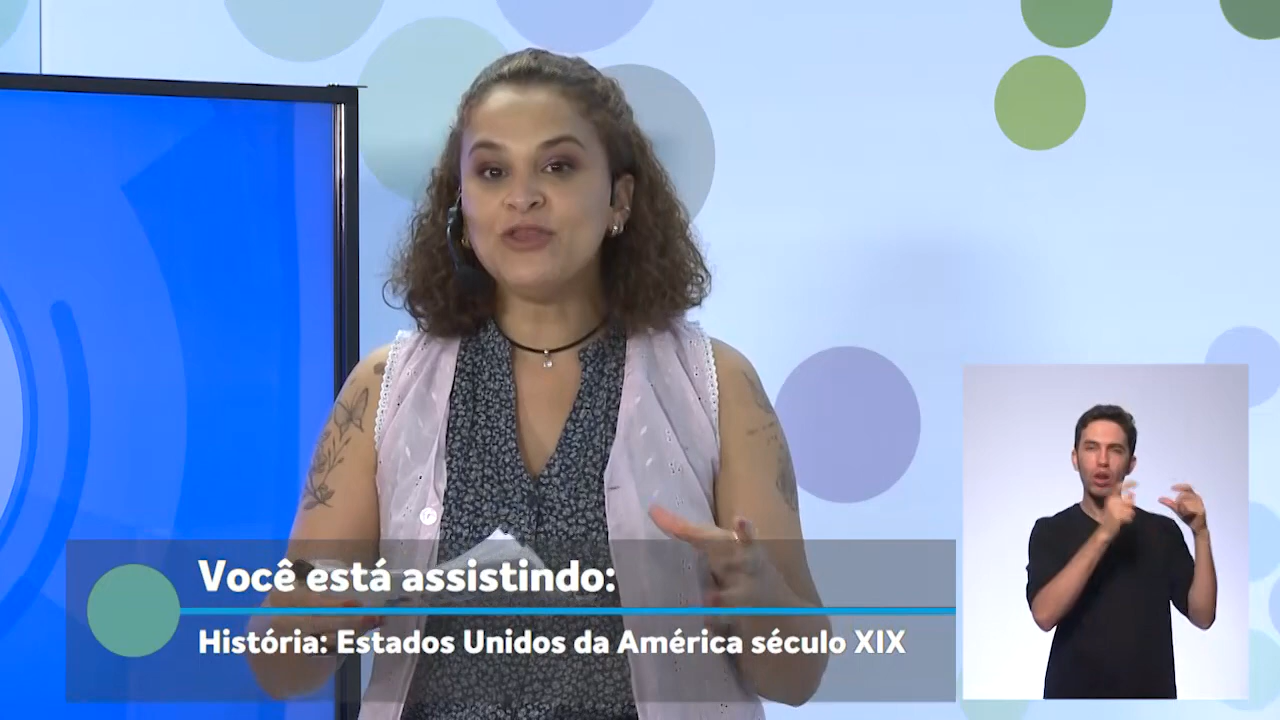 Você está assistindo:
História: Estados Unidos da América século XIX